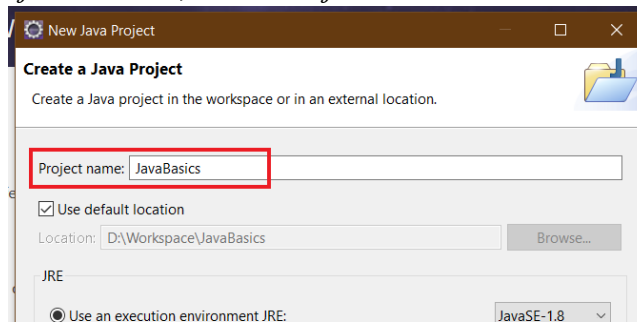 New Java Project
Create a Java Project
Create a Java project in the workspace or in an external location.
Project name: JavaBasics
Use default location
Location: D:\Workspace\JavaBasics Browse...
JRE
Use an execution environment JRE: JavaSE-1.8